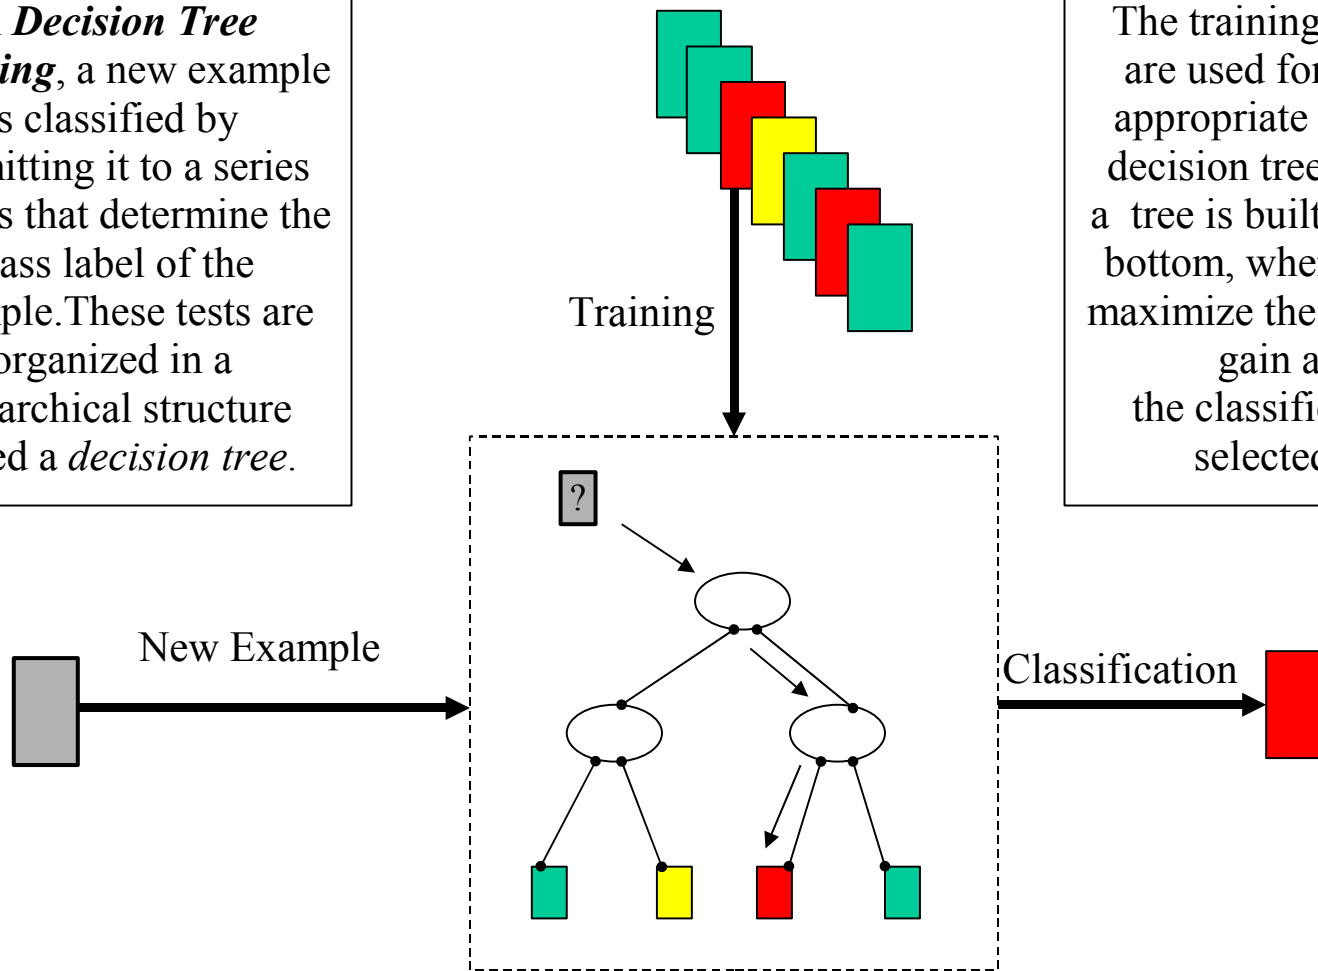 Decision Tree
ing, a new example
s classified by
itting it to a series
s that determine the
ass label of the
ple.These tests are
organized in a
archical structure
ed a decision tree.
Training
The training
are used for
appropriate
decision tree
a tree is built
bottom, whe
maximize the
gain a
the classifi
selected
?
New Example
Classification